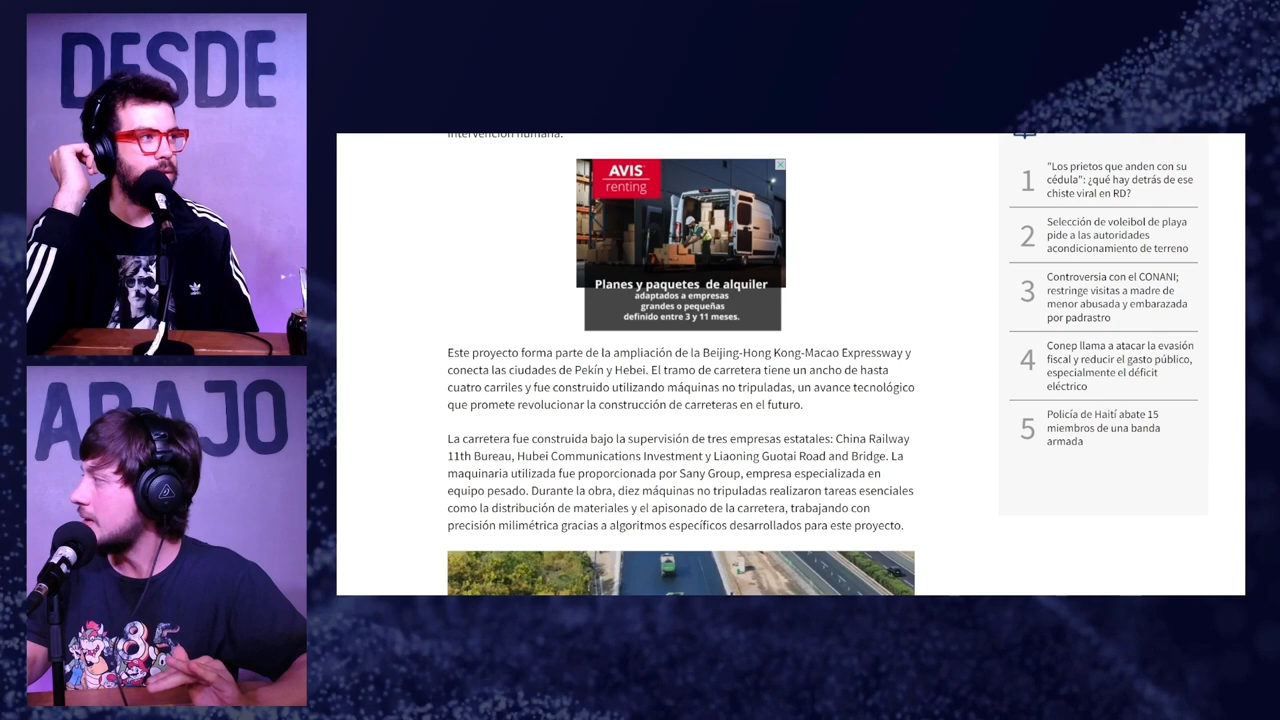 DESDE
ABAJO
85
intervención humana.
AVIS
renting
Planes y paquetes de alquiler
adaptados a empresas
grandes o pequeñas
definido entre 3 y 11 meses.
Este proyecto forma parte de la ampliación de la Beijing-Hong Kong-Macao Expressway y
conecta las ciudades de Pekín y Hebei. El tramo de carretera tiene un ancho de hasta
cuatro carriles y fue construido utilizando máquinas no tripuladas, un avance tecnológico
que promete revolucionar la construcción de carreteras en el futuro.
La carretera fue construida bajo la supervisión de tres empresas estatales: China Railway
11th Bureau, Hubei Communications Investment y Liaoning Guotai Road and Bridge. La
maquinaria utilizada fue proporcionada por Sany Group, empresa especializada en
equipo pesado. Durante la obra, diez máquinas no tripuladas realizaron tareas esenciales
como la distribución de materiales y el apisonado de la carretera, trabajando con
precisión milimétrica gracias a algoritmos específicos desarrollados para este proyecto.
1
"Los prietos que anden con su
cédula": ¿qué hay detrás de ese
chiste viral en RD?
2
Selección de voleibol de playa
pide a las autoridades
acondicionamiento de terreno
3
Controversia con el CONANI;
restringe visitas a madre de
menor abusada y embarazada
por padrastro
4
Conep llama a atacar la evasión
fiscal y reducir el gasto público,
especialmente el déficit
eléctrico
5
Policía de Haití abate 15
miembros de una banda
armada